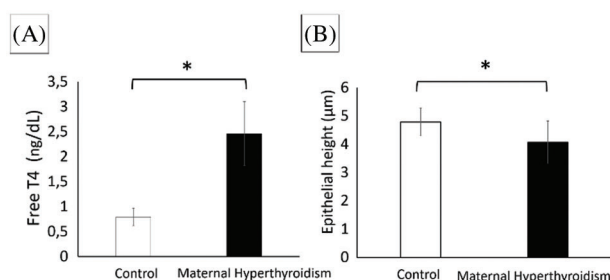 (A)
*
Free T4 (ng/dL)
3,5
3
2,5
2
1,5
1
0,5
0
Control Maternal Hyperthyroidism
(B)
*
Epithelial height (µm)
6
5
4
3
2
1
0
Control Maternal Hyperthyroidism